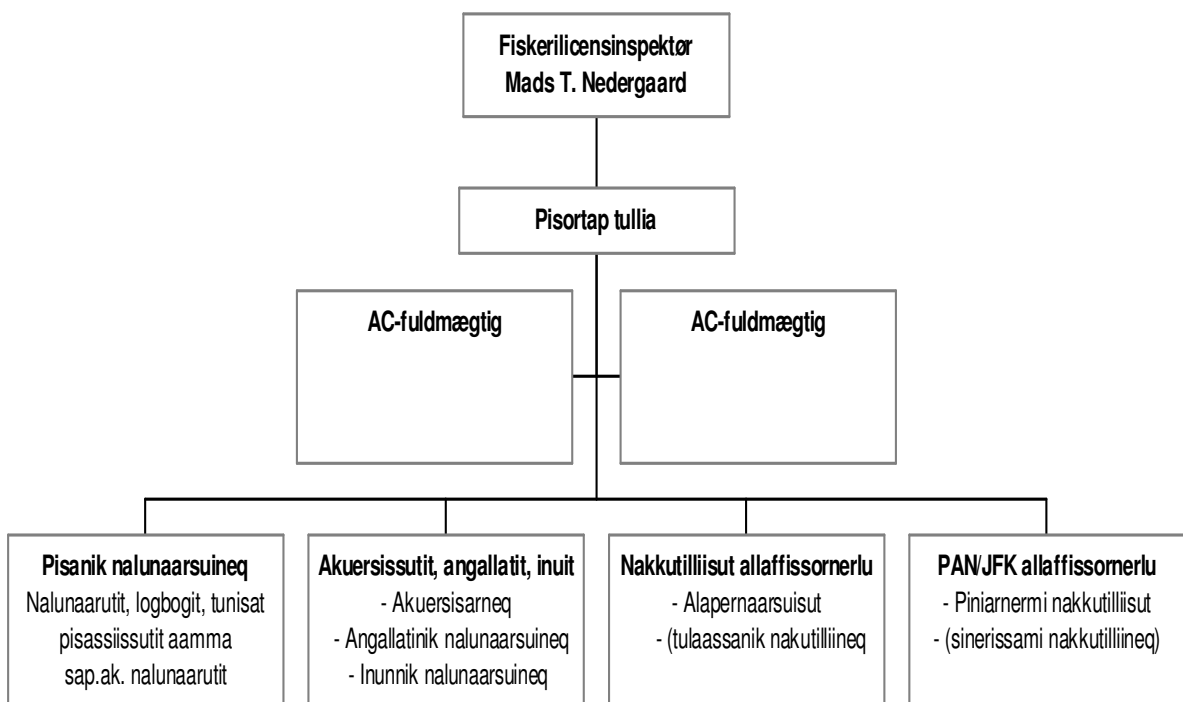 Fiskerilicensinspektør
Mads T. Nedergaard
Pisortap tullia
AC-fuldmægtig
AC-fuldmægtig
Pisanik nalunaarsuineq
Nalunaarutit, logbogit, tunisat
pisassiissutit aamma
sap.ak. nalunaarutit
Akuersissutit, angallatit, inuit
- Akuersisarneq
- Angallatinik nalunaarsuineq
- Inunnik nalunaarsuineq
Nakkutilliisut allaffissornerlu
- Alapernaarsuisut
- (tulaassanik nakutilliineq
PAN/JFK allaffissornerlu
- Piniarnermi nakkutilliisut
- (sinerissami nakkutilliineq)